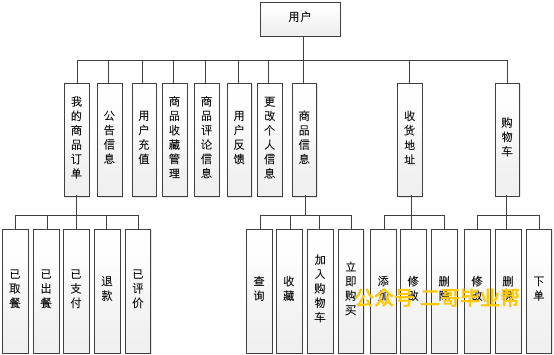 用户
我的商品订单
公告信息
用户充值
商品收藏管理
商品评论信息
用户反馈
更改个人信息
商品信息
收货地址
购物车
已取餐
已出餐
已支付
退款
已评价
查询
收藏
加入购物车
立即购买
添加
修改
删除
修改
删除
下单
公众号 二哥毕业帮